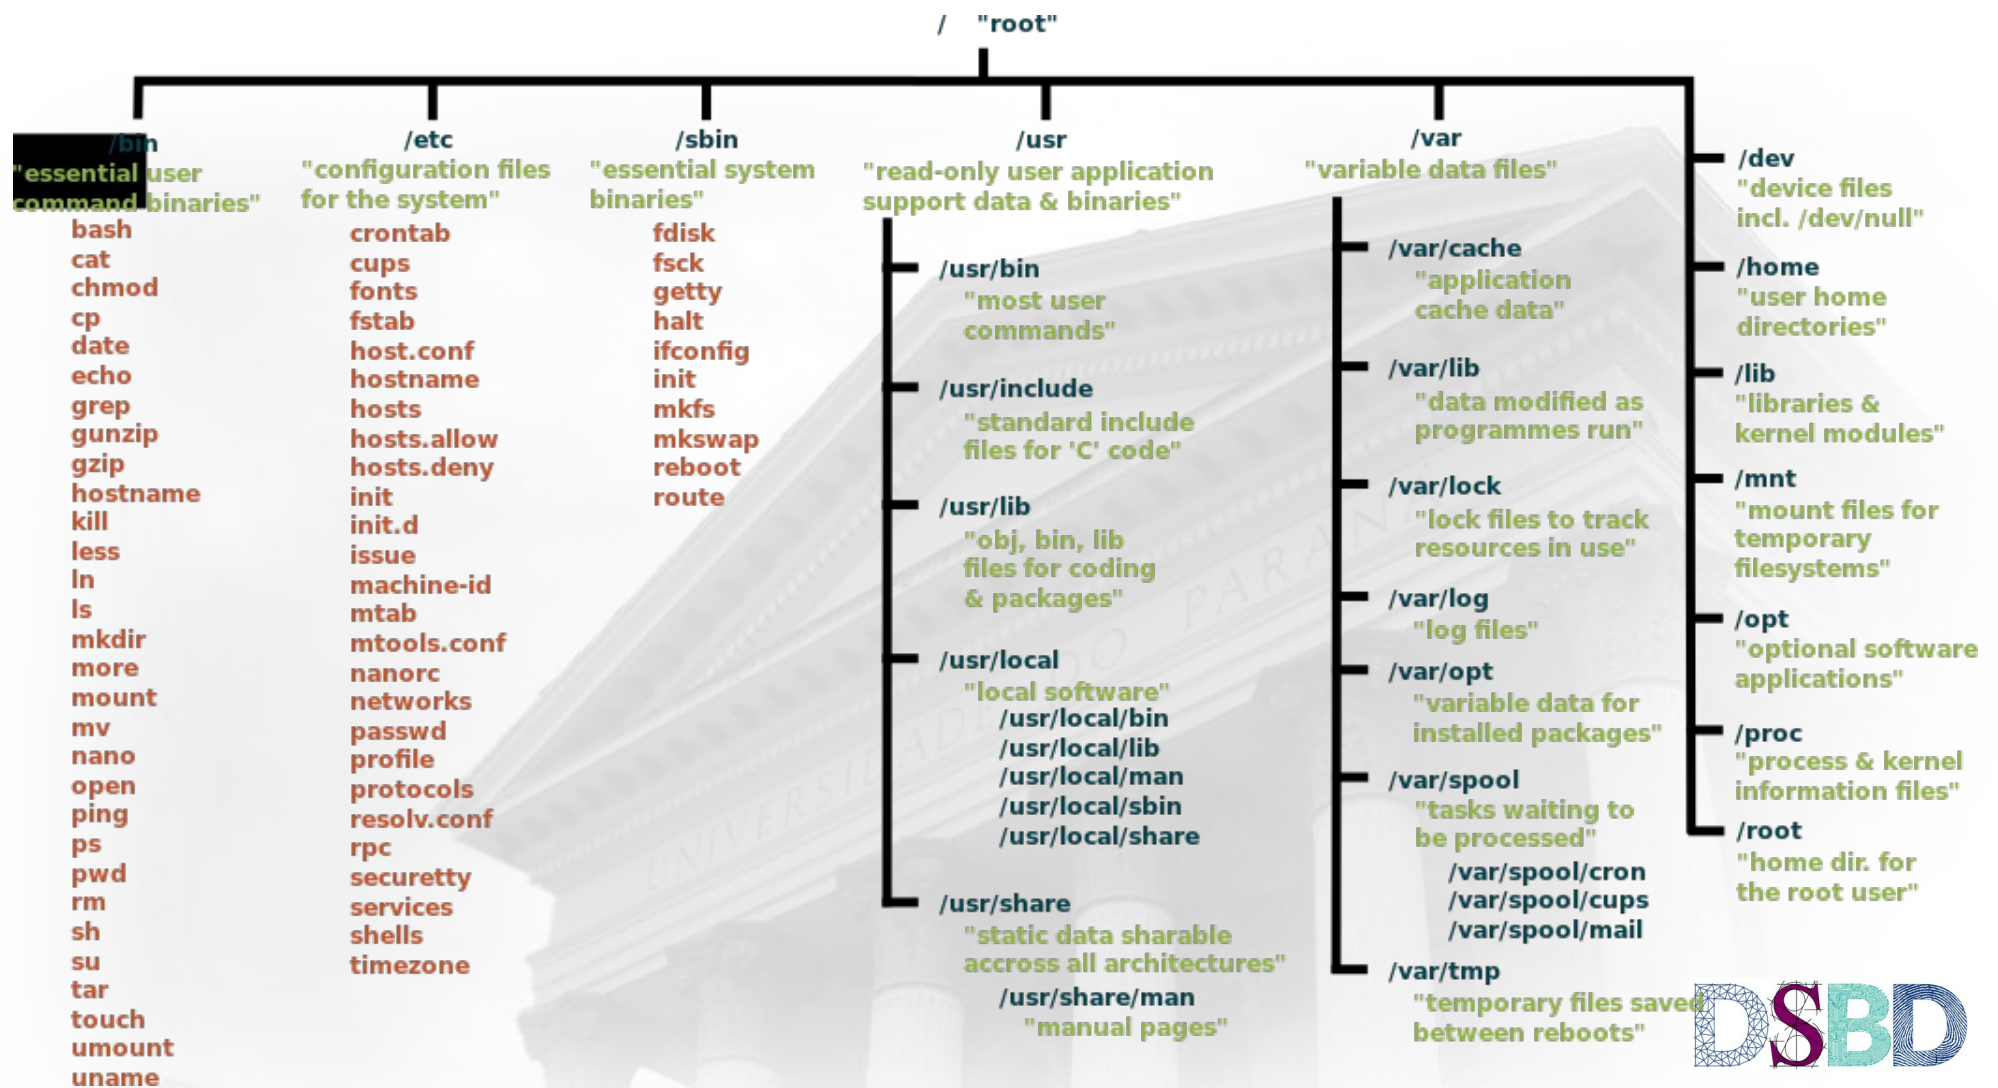 / "root"
/bin
"essential user
command binaries"
bash
cat
chmod
cp
date
echo
grep
gunzip
gzip
hostname
kill
less
ln
ls
mkdir
more
mount
mv
nano
open
ping
ps
pwd
rm
sh
su
tar
touch
umount
uname
/etc
"configuration files
for the system"
crontab
cups
fonts
fstab
host.conf
hostname
hosts
hosts.allow
hosts.deny
init
init.d
issue
machine-id
mtab
mtools.conf
nanorc
networks
passwd
profile
protocols
resolv.conf
rpc
securetty
services
shells
timezone
/sbin
"essential system
binaries"
fdisk
fsck
getty
halt
ifconfig
init
mkfs
mkswap
reboot
route
/usr
"read-only user application
support data & binaries"
/usr/bin
"most user
commands"
/usr/include
"standard include
files for 'C' code"
/usr/lib
"obj, bin, lib
files for coding
& packages"
/usr/local
"local software"
/usr/local/bin
/usr/local/lib
/usr/local/man
/usr/local/sbin
/usr/local/share
/usr/share
"static data sharable
accross all architectures"
/usr/share/man
"manual pages"
/var
"variable data files"
/var/cache
"application
cache data"
/var/lib
"data modified as
programmes run"
/var/lock
"lock files to track
resources in use"
/var/log
"log files"
/var/opt
"variable data for
installed packages"
/var/spool
"tasks waiting to
be processed"
/var/spool/cron
/var/spool/cups
/var/spool/mail
/var/tmp
"temporary files saved
between reboots"
/dev
"device files
incl. /dev/null"
/home
"user home
directories"
/lib
"libraries &
kernel modules"
/mnt
"mount files for
temporary
filesystems"
/opt
"optional software
applications"
/proc
"process & kernel
information files"
/root
"home dir. for
the root user"
UNIVERSIDADE DO PARANÁ
DSBD